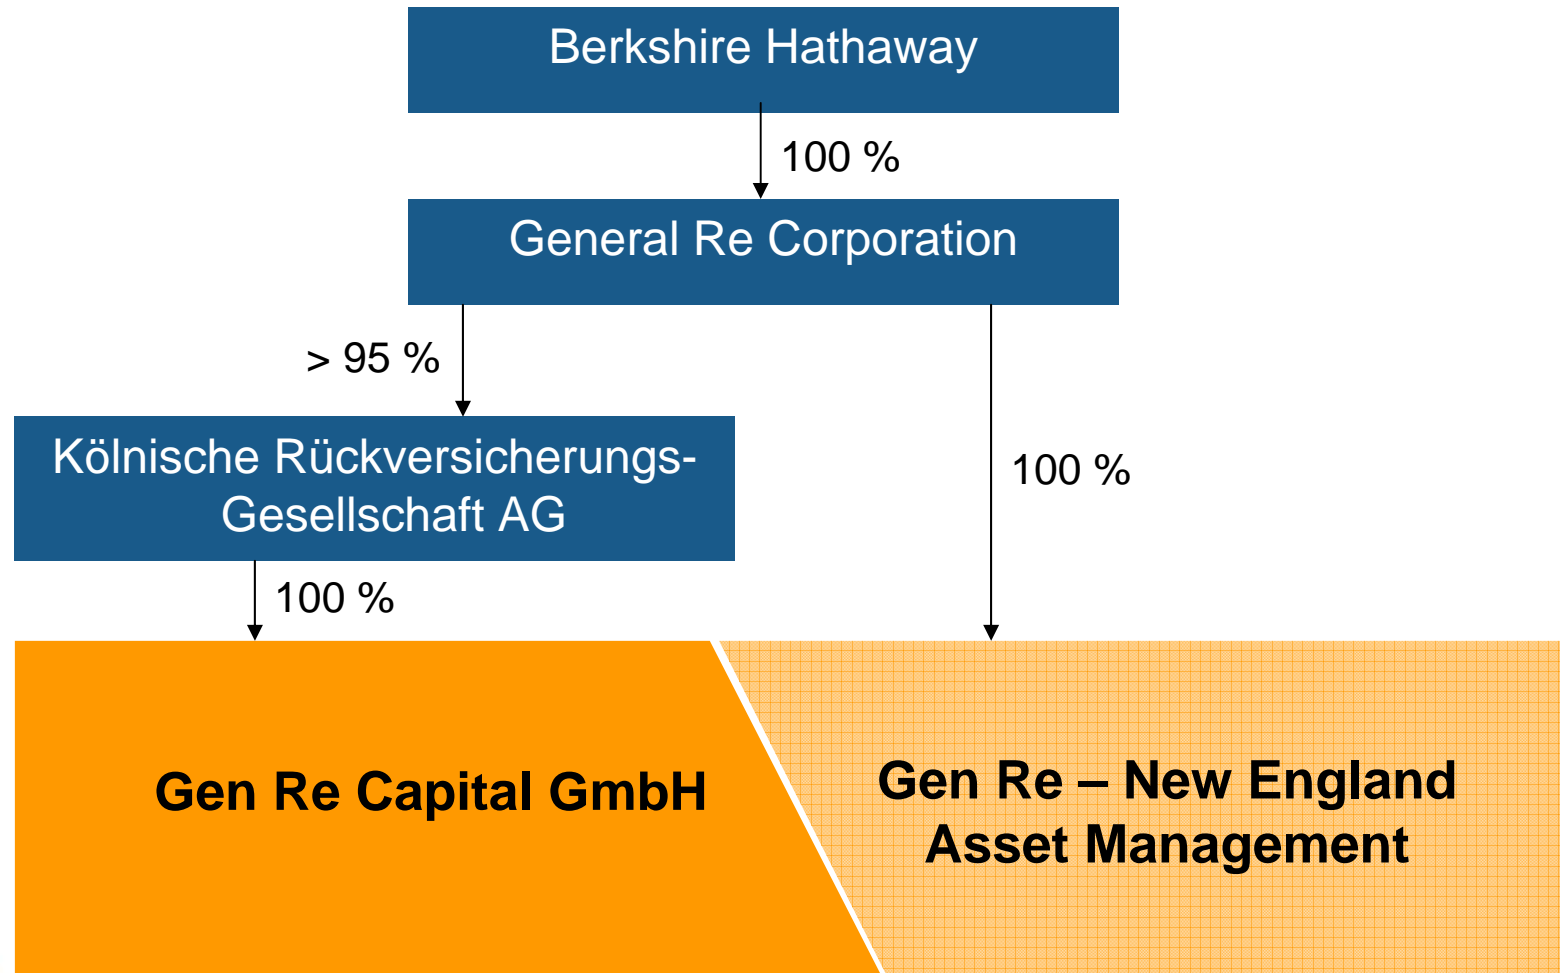 Berkshire Hathaway
100 %
General Re Corporation
> 95 %
Kölnische Rückversicherungs-
Gesellschaft AG
100 %
100 %
Gen Re Capital GmbH
Gen Re – New England
Asset Management